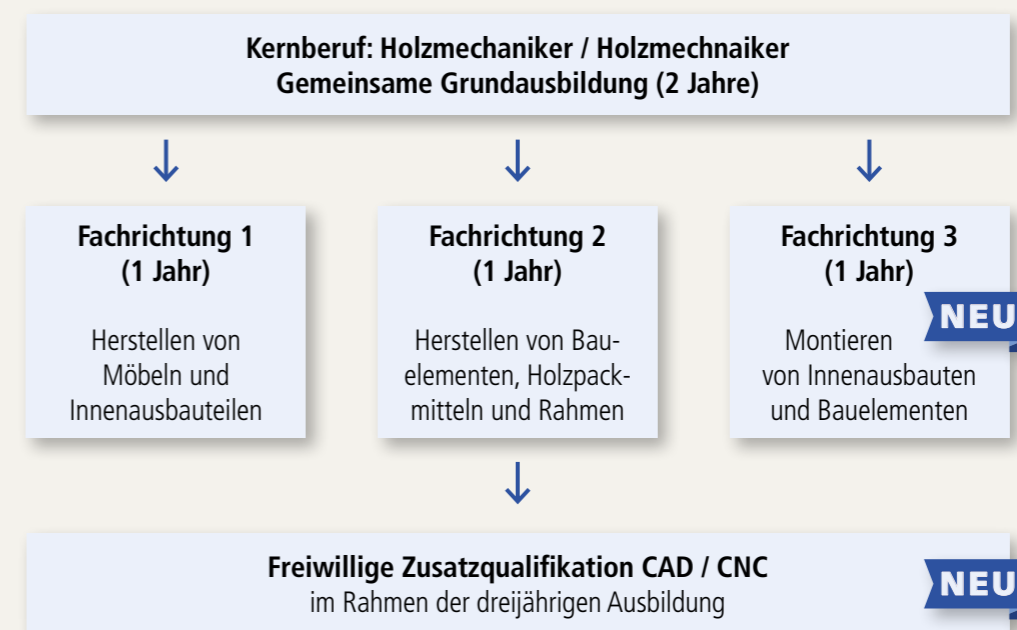 Kernberuf: Holzmechaniker / Holzmechnaiker
Gemeinsame Grundausbildung (2 Jahre)
Fachrichtung 1
(1 Jahr)
Herstellen von
Möbeln und
Innenausbauteilen
Fachrichtung 2
(1 Jahr)
Herstellen von Bau-
elementen, Holzpack-
mitteln und Rahmen
Fachrichtung 3
(1 Jahr)
NEU
Montieren
von Innenausbauten
und Bauelementen
Freiwillige Zusatzqualifikation CAD / CNC
im Rahmen der dreijährigen Ausbildung
NEU